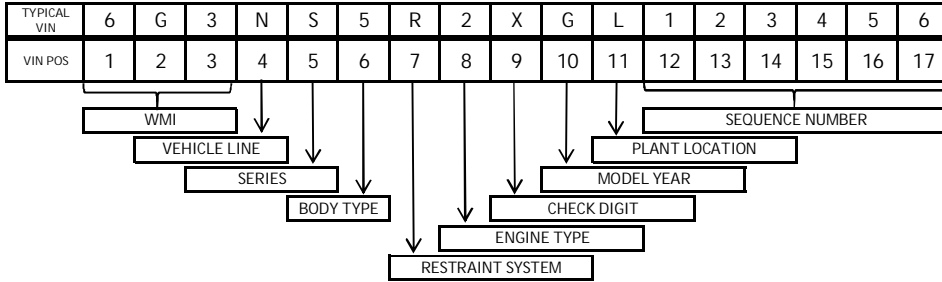 TYPICAL VIN 6 G 3 N S 5 R 2 X G L 1 2 3 4 5 6
VIN POS 1 2 3 4 5 6 7 8 9 10 11 12 13 14 15 16 17
WMI SEQUENCE NUMBER
VEHICLE LINE PLANT LOCATION
SERIES MODEL YEAR
BODY TYPE CHECK DIGIT
ENGINE TYPE
RESTRAINT SYSTEM